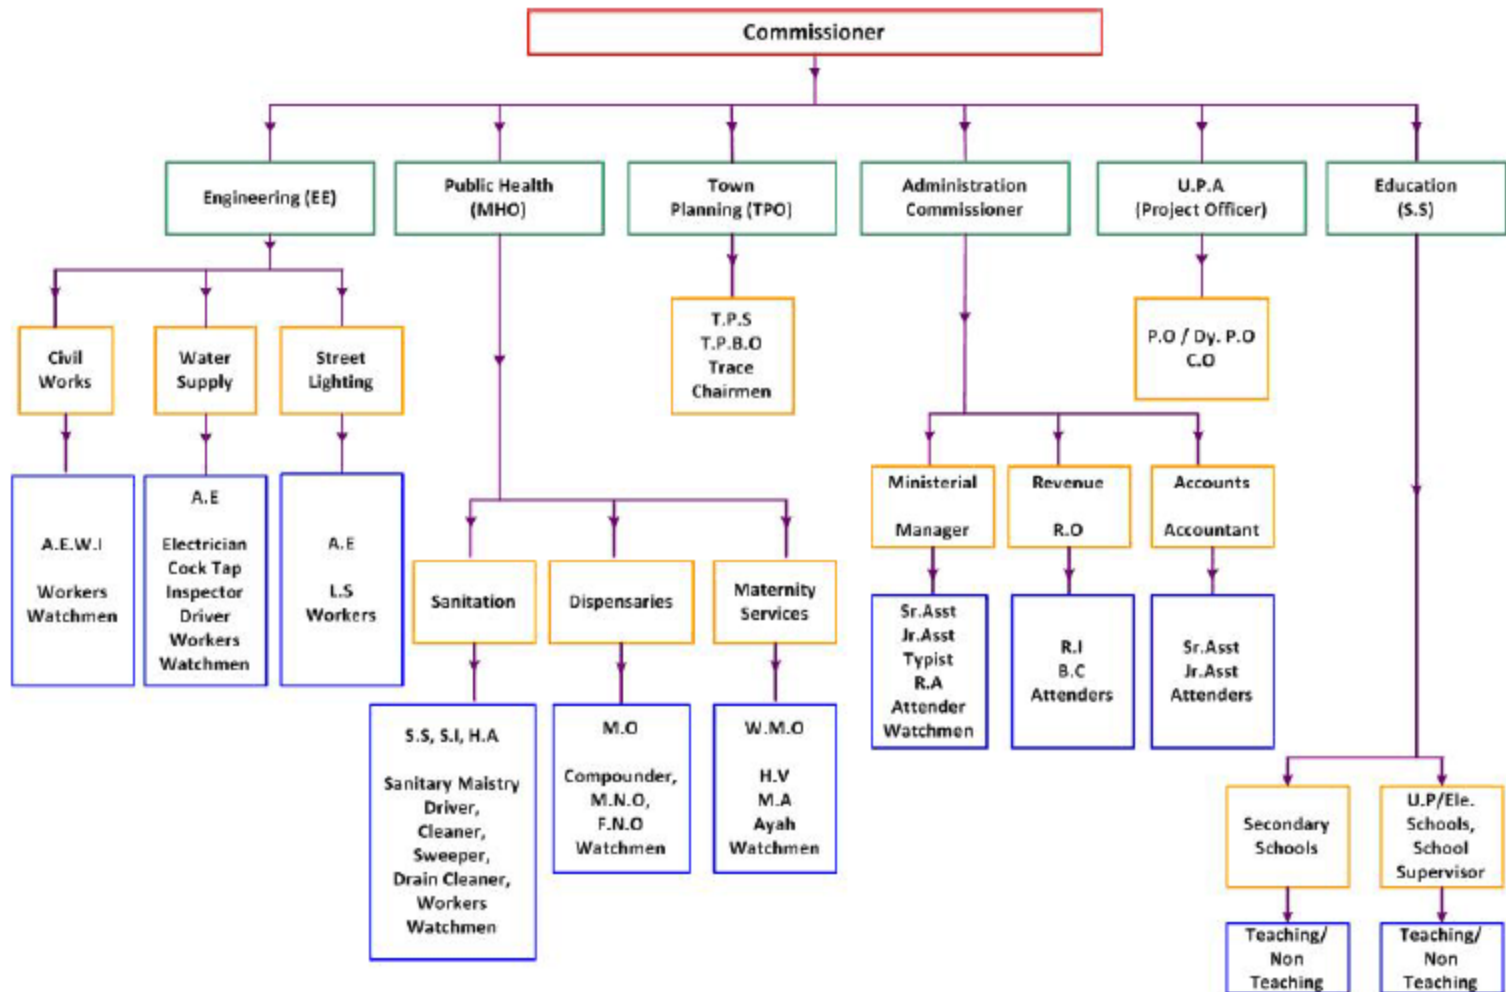 Commissioner
Engineering (EE)
Public Health
(MHO)
Town
Planning (TPO)
Administration
Commissioner
U.P.A
(Project Officer)
Education
(S.S)
Civil
Works
Water
Supply
Street
Lighting
T.P.S
T.P.B.O
Trace
Chairmen
P.O / Dy. P.O
C.O
A.E.W.I
Workers
Watchmen
A.E
Electrician
Cock Tap
Inspector
Driver
Workers
Watchmen
A.E
L.S
Workers
Sanitation
Dispensaries
Maternity
Services
Ministerial
Manager
Revenue
R.O
Accounts
Accountant
Sr.Asst
Jr.Asst
Typist
R.A
Attender
Watchmen
R.I
B.C
Attenders
Sr.Asst
Jr.Asst
Attenders
S.S, S.I, H.A
Sanitary Maistry
Driver,
Cleaner,
Sweeper,
Drain Cleaner,
Workers
Watchmen
M.O
Compounder,
M.N.O,
F.N.O
Watchmen
W.M.O
H.V
M.A
Ayah
Watchmen
Secondary
Schools
U.P/Ele.
Schools,
School
Supervisor
Teaching/
Non
Teaching
Teaching/
Non
Teaching